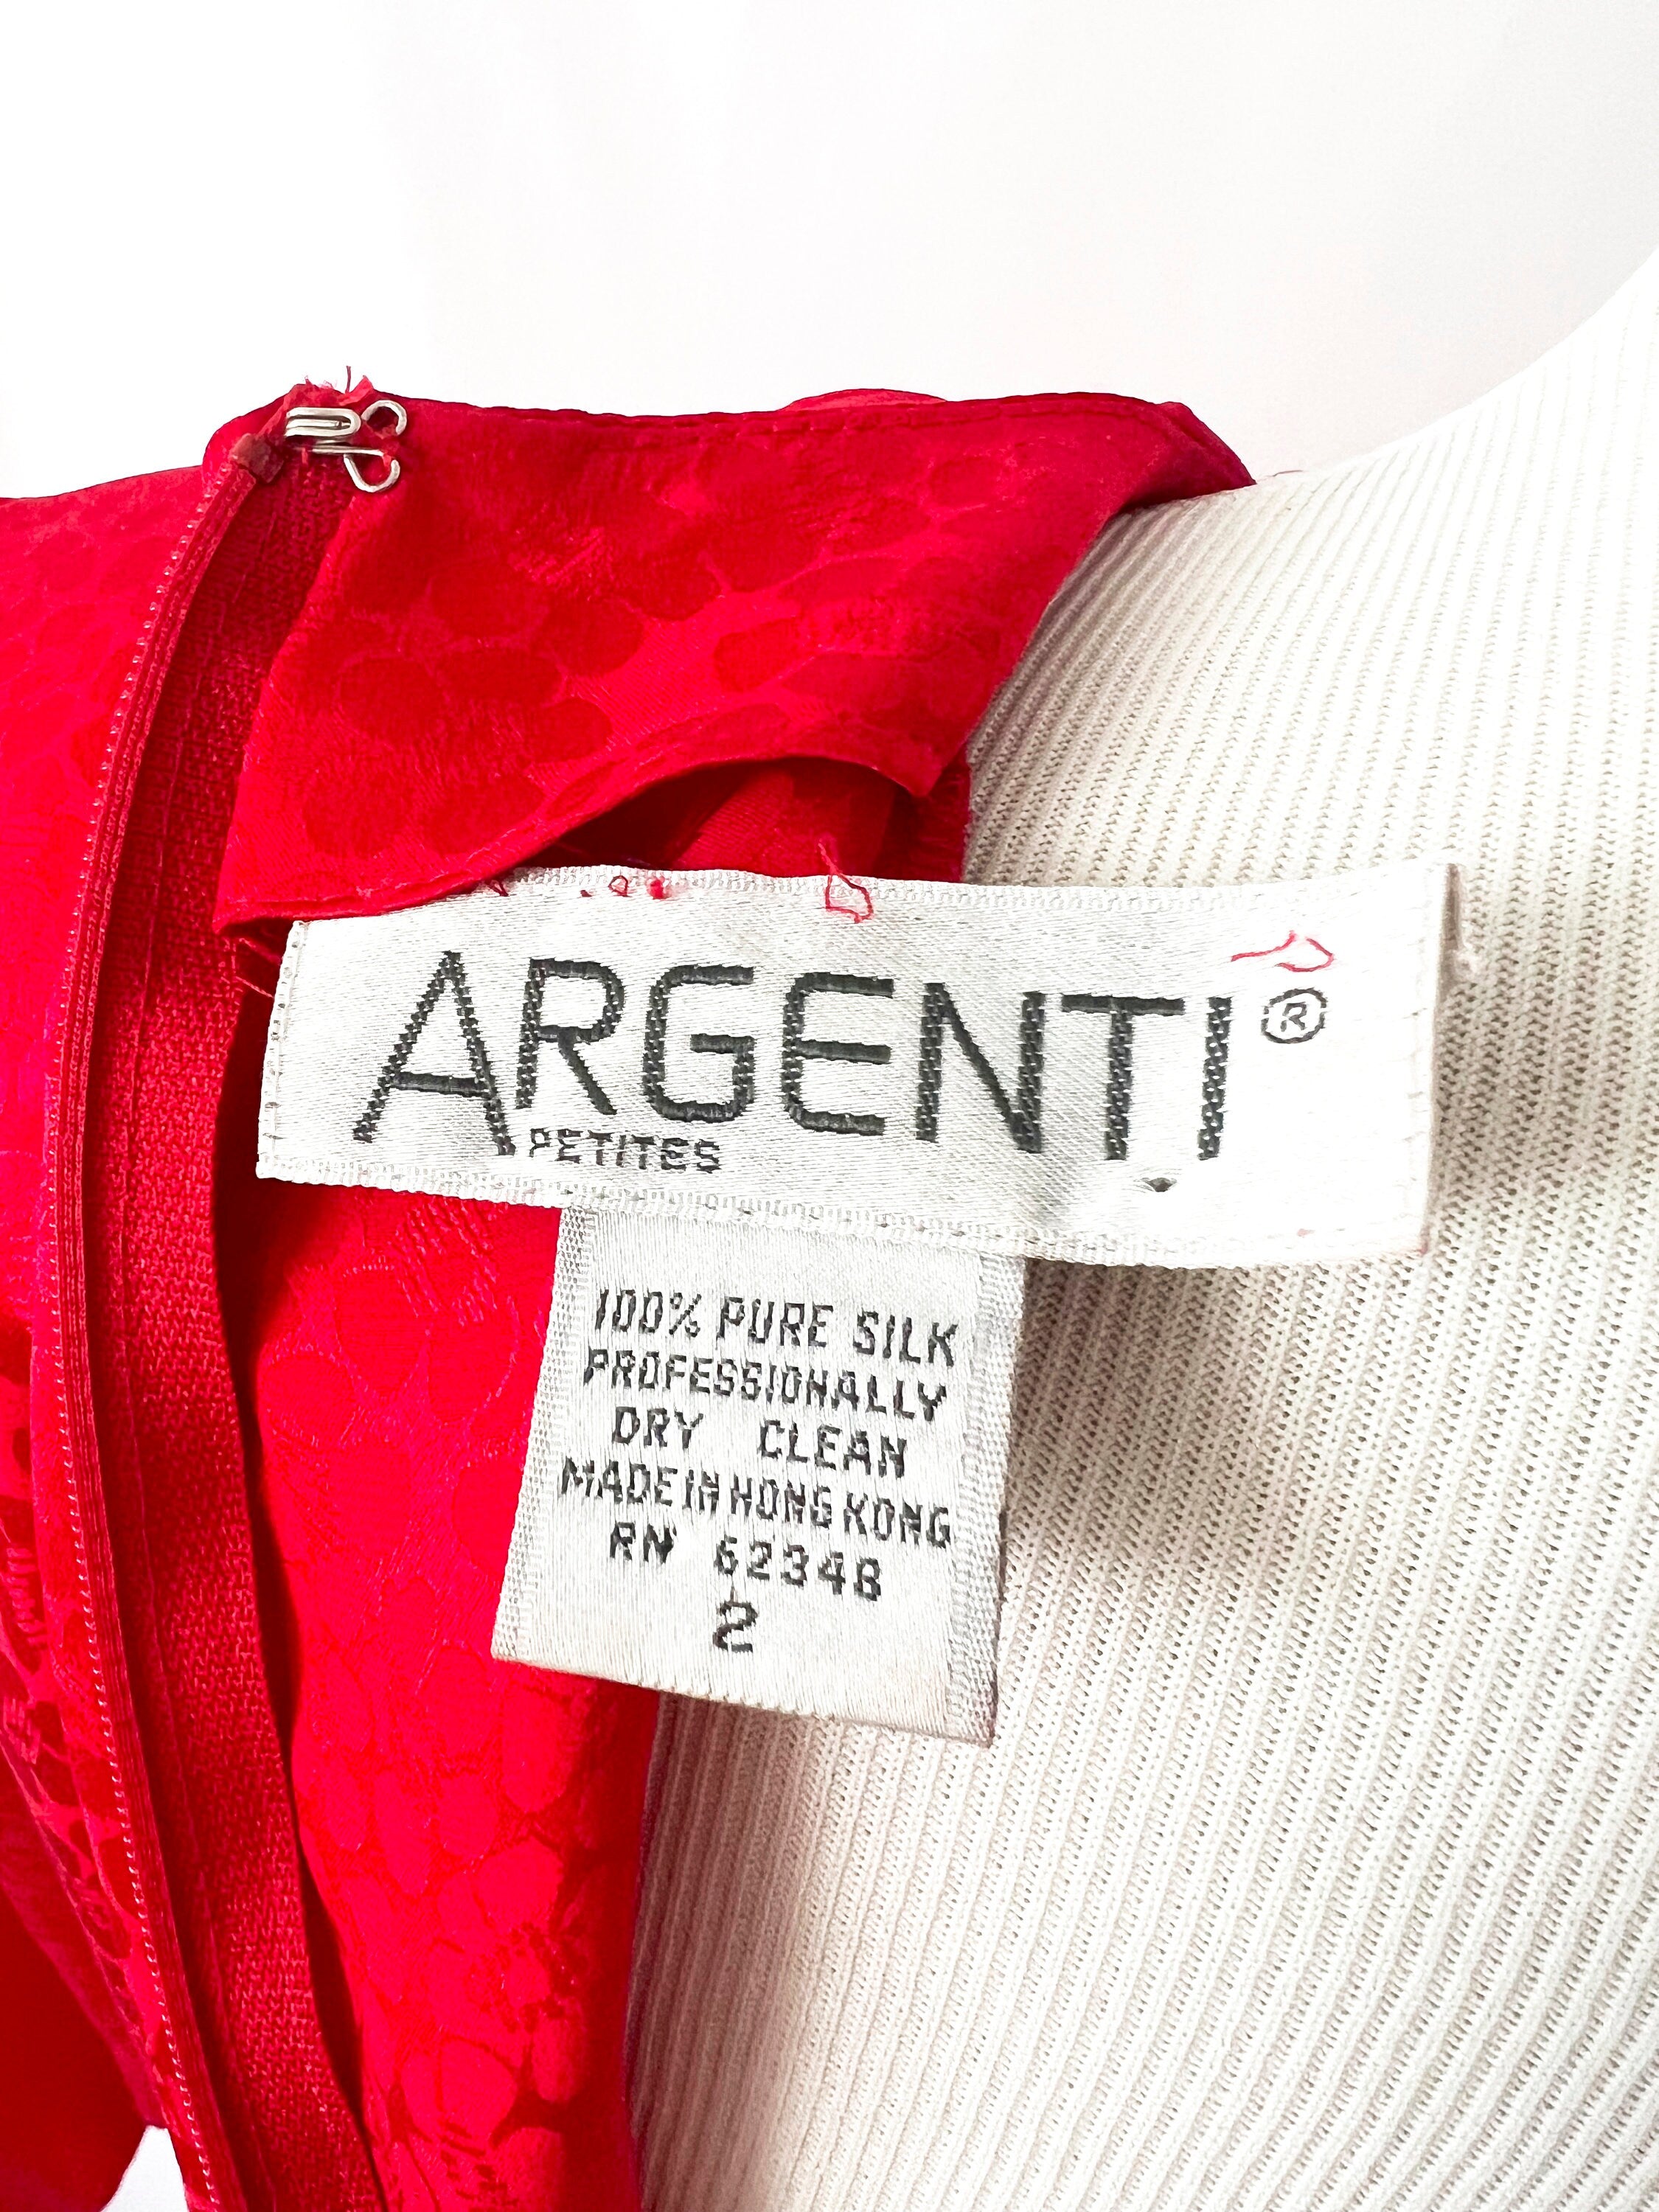 ARGENTI®
PETITES
100% PURE SILK
PROFESSIONALLY
DRY CLEAN
MADE IN HONG KONG
RN 62348
2